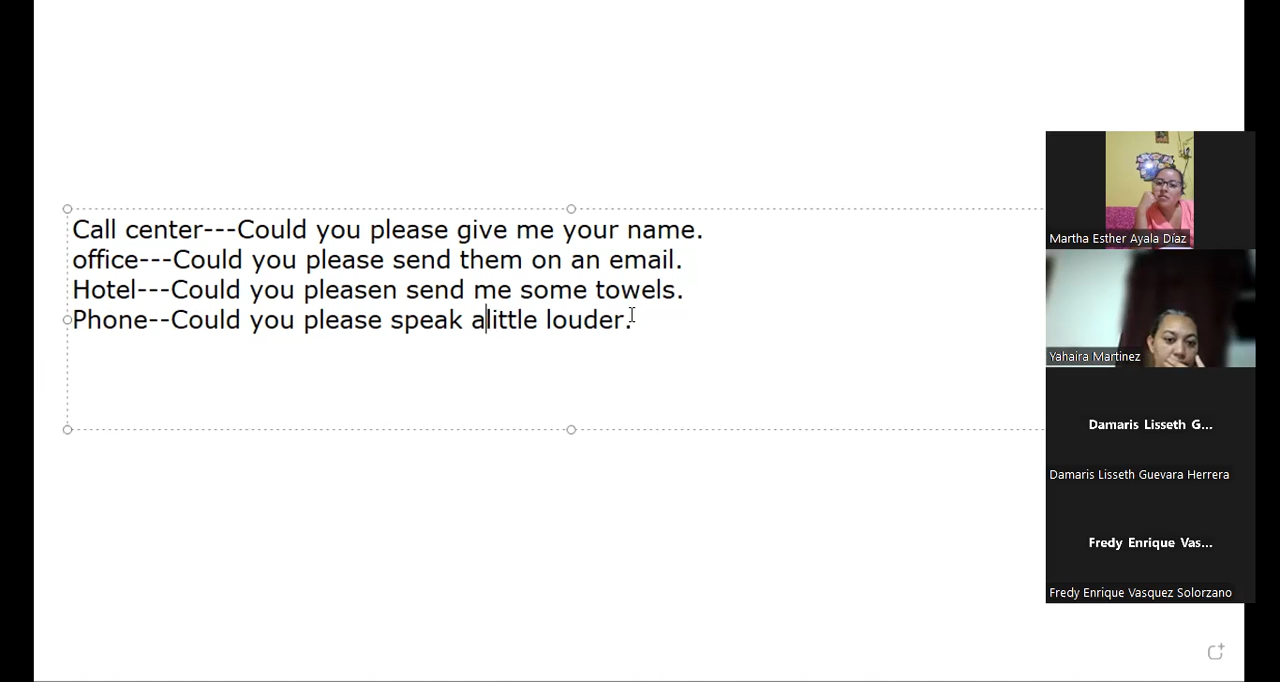 Call center---Could you please give me your name.
office---Could you please send them on an email.
Hotel---Could you pleasen send me some towels.
Phone--Could you please speak alittle louder.
Martha Esther Ayala Díaz
Yahaira Martinez
Damaris Lisseth G...
Damaris Lisseth Guevara Herrera
Fredy Enrique Vas...
Fredy Enrique Vasquez Solorzano